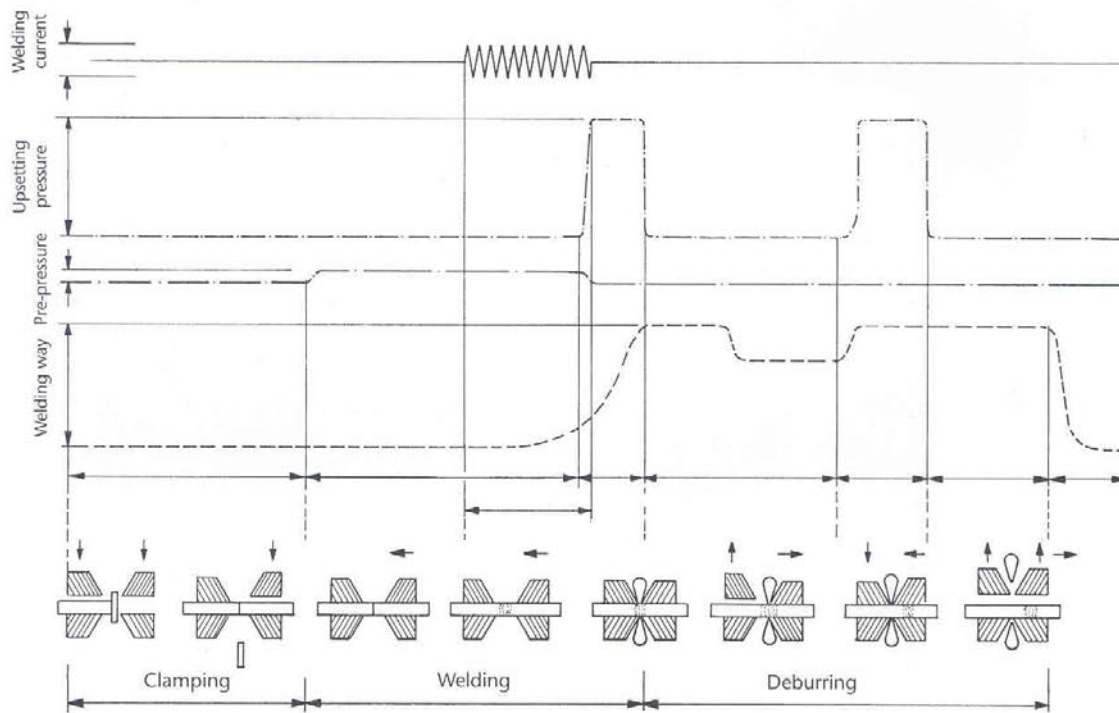 Welding
current
Upsetting
pressure
Pre-pressure
Welding way
Clamping
Welding
Deburring